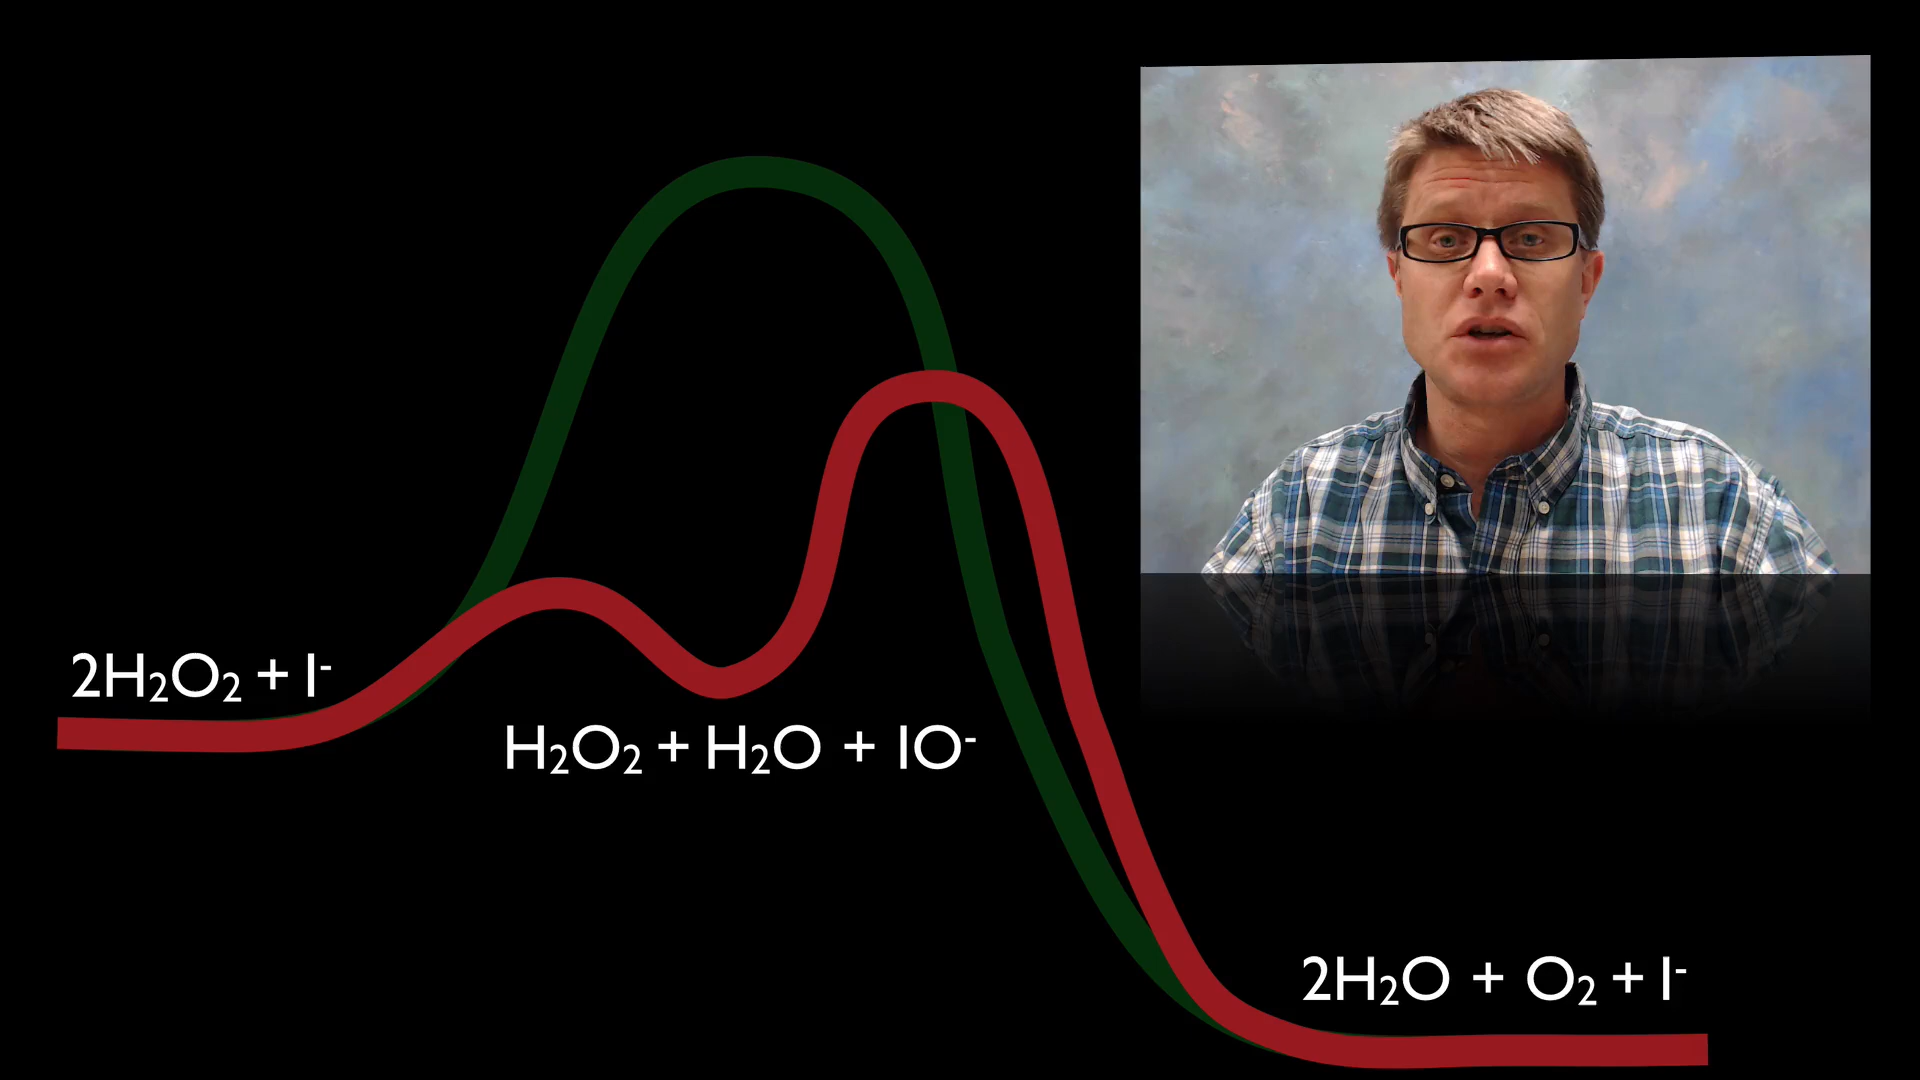 2H₂O₂ + I⁻
H₂O₂ + H₂O + IO⁻
2H₂O + O₂ + I⁻